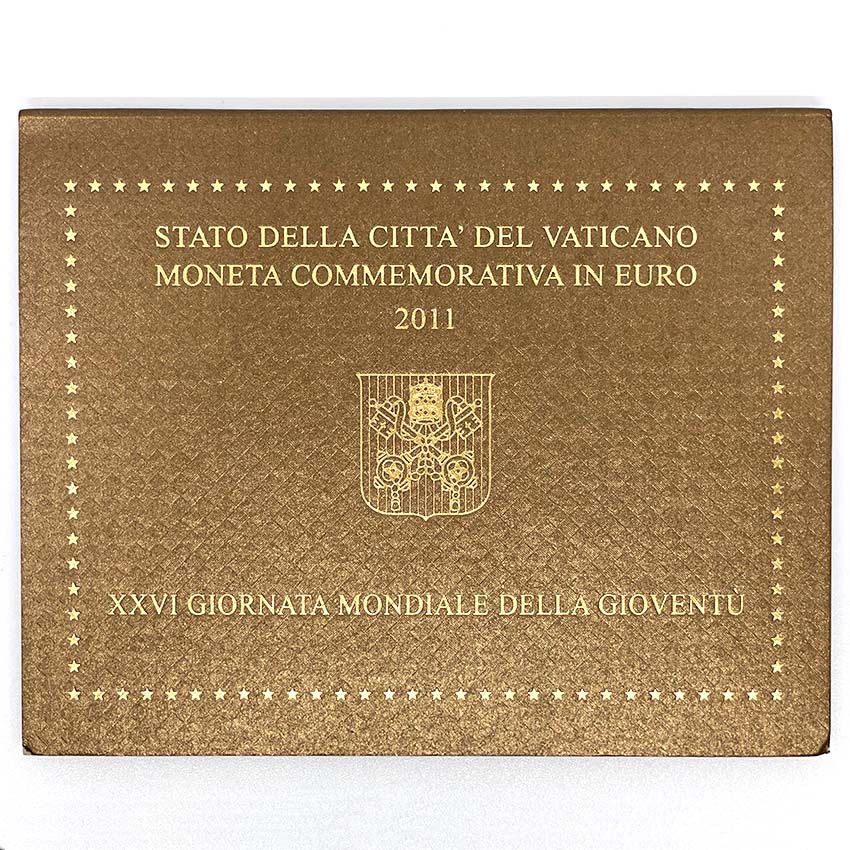 STATO DELLA CITTA' DEL VATICANO
MONETA COMMEMORATIVA IN EURO
2011
XXVI GIORNATA MONDIALE DELLA GIOVENTÙ